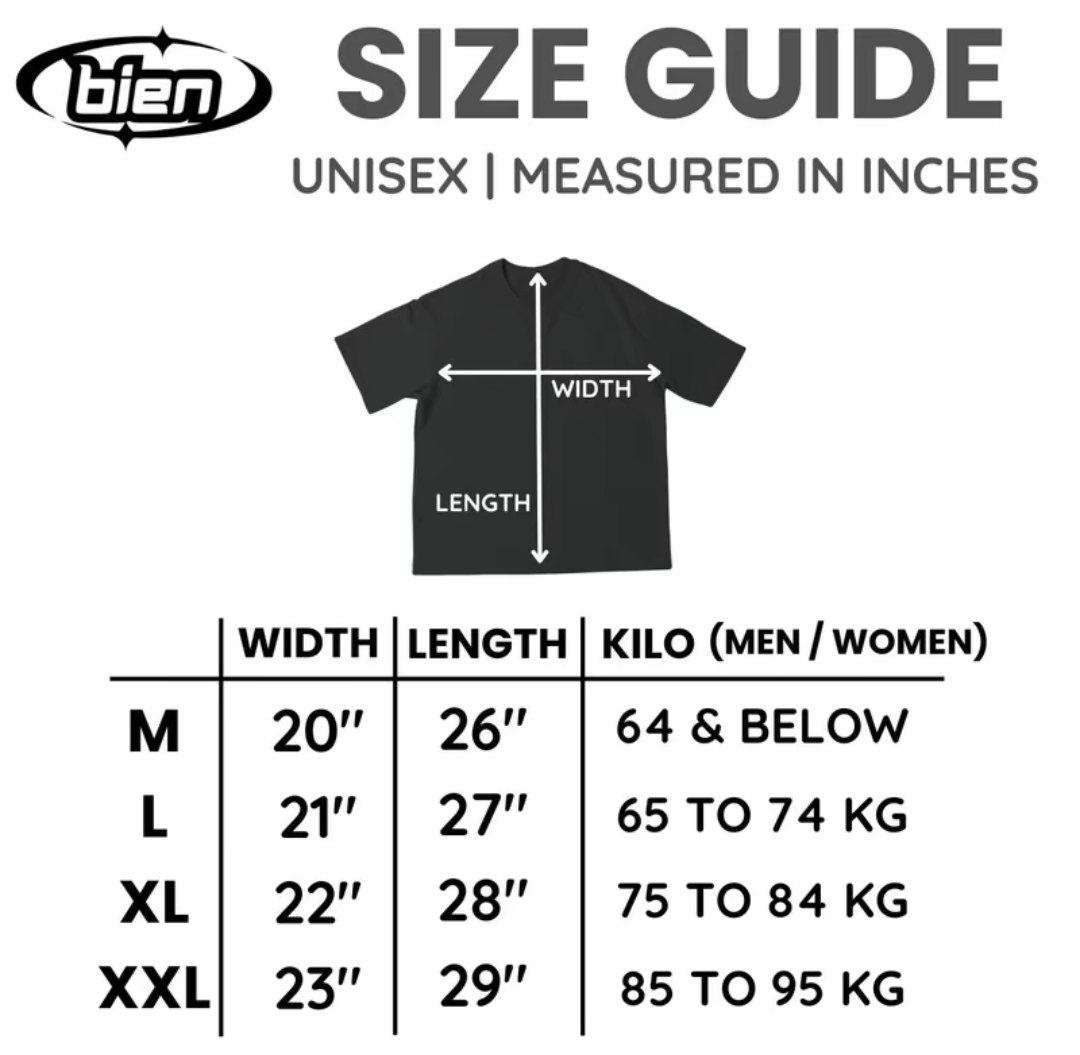 bien
SIZE GUIDE
UNISEX | MEASURED IN INCHES
WIDTH
LENGTH
WIDTH LENGTH KILO (MEN / WOMEN)
M 20" 26" 64 & BELOW
L 21" 27" 65 TO 74 KG
XL 22" 28" 75 TO 84 KG
XXL 23" 29" 85 TO 95 KG